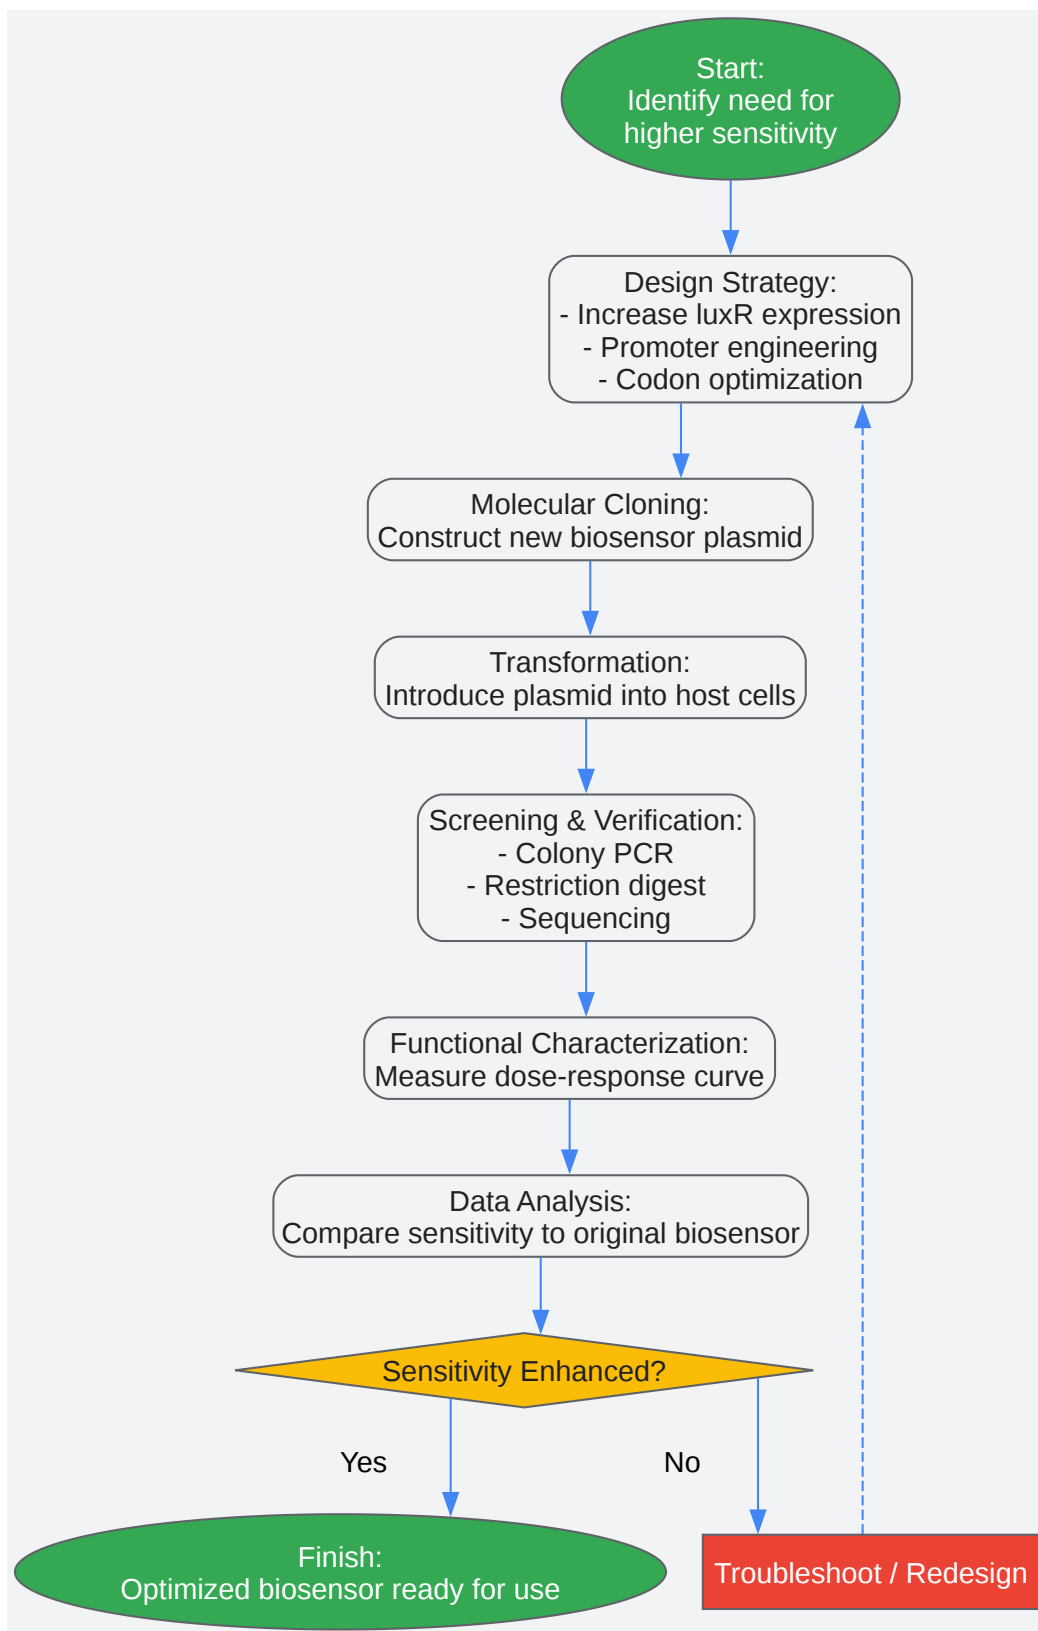 Start:
Identify need for
higher sensitivity
Design Strategy:
- Increase luxR expression
- Promoter engineering
- Codon optimization
Molecular Cloning:
Construct new biosensor plasmid
Transformation:
Introduce plasmid into host cells
Screening & Verification:
- Colony PCR
- Restriction digest
- Sequencing
Functional Characterization:
Measure dose-response curve
Data Analysis:
Compare sensitivity to original biosensor
Sensitivity Enhanced?
Yes
No
Finish:
Optimized biosensor ready for use
Troubleshoot / Redesign